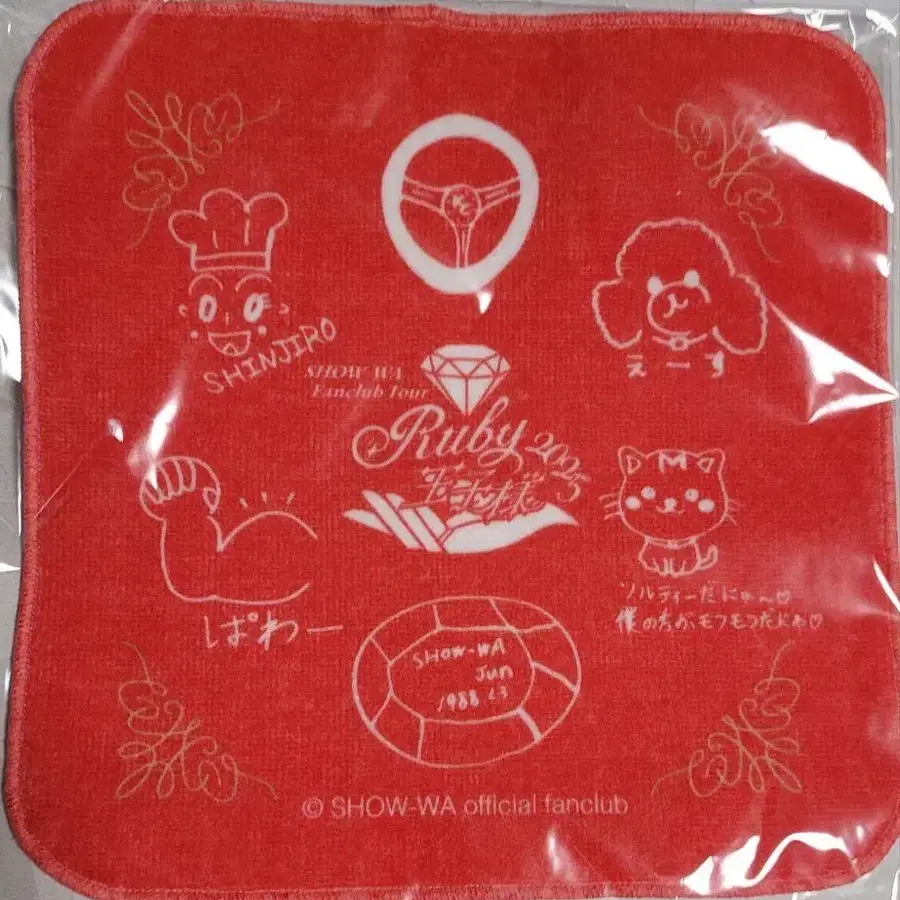 SHINJIRO
えーす
SHOW-WA
Fanclub Tour
Ruby 2025
M
ソルティーだにゃ〜♡
僕の方がモフモフだにゃ♡
ぱわー
SHOW-WA
Jun
1988
© SHOW-WA official fanclub